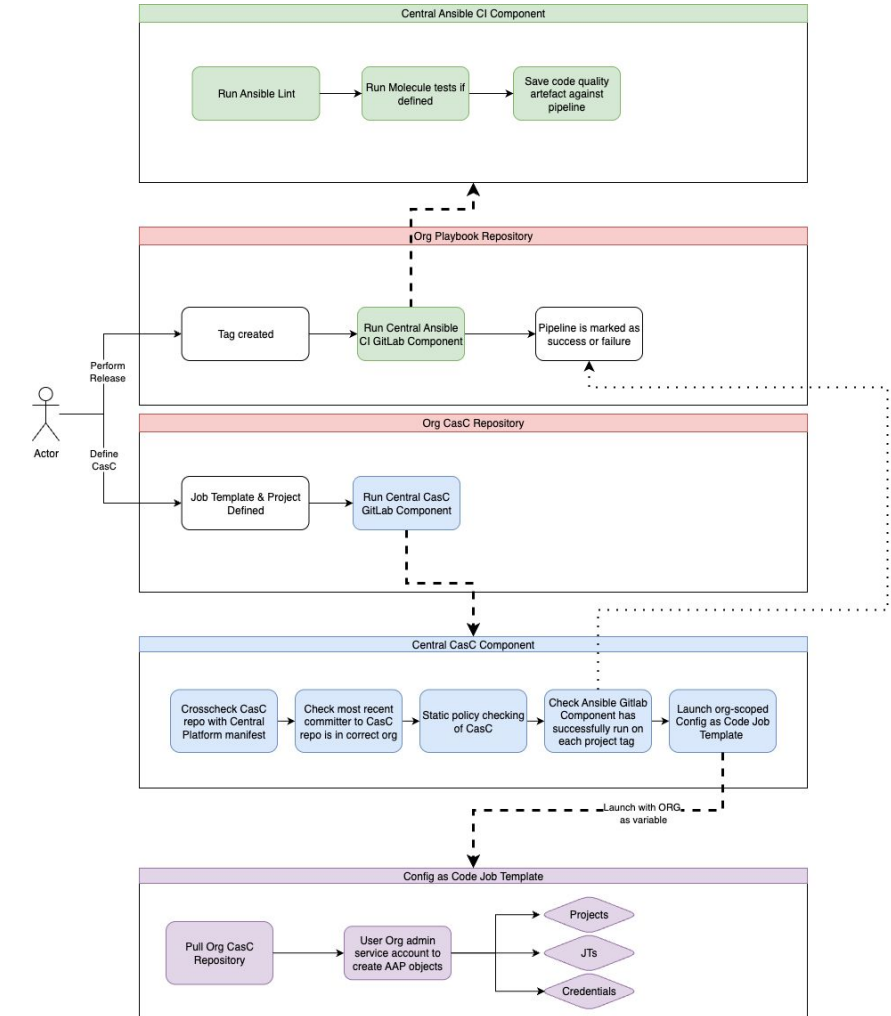 Central Ansible CI Component
Run Ansible Lint
Run Molecule tests if
defined
Save code quality
artefact against
pipeline
Org Playbook Repository
Tag created
Run Central Ansible
CI GitLab Component
Pipeline is marked as
success or failure
Perform
Release
Actor
Define
CasC
Org CasC Repository
Job Template & Project
Defined
Run Central CasC
GitLab Component
Central CasC Component
Crosscheck CasC
repo with Central
Platform manifest
Check most recent
committer to CasC
repo is in correct org
Static policy checking
of CasC
Check Ansible Gitlab
Component has
successfully run on
each project tag
Launch org-scoped
Config as Code Job
Template
Launch with ORG
as variable
Config as Code Job Template
Pull Org CasC
Repository
User Org admin
service account to
create AAP objects
Projects
JTs
Credentials